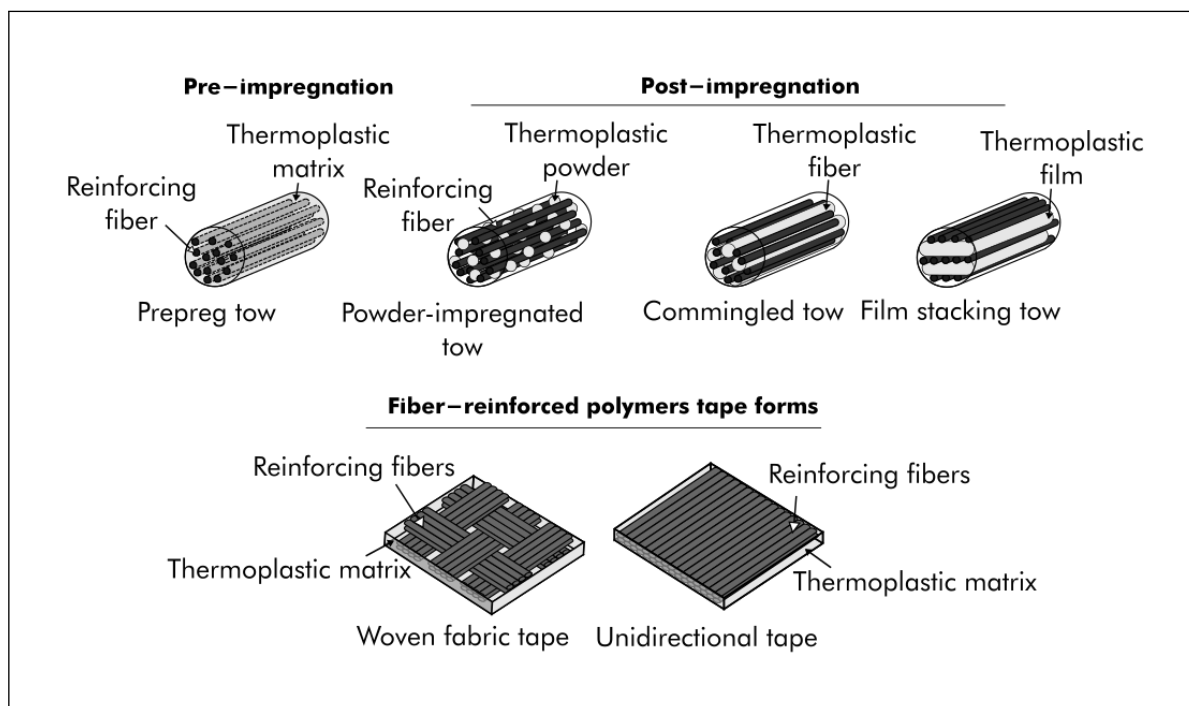 Pre–impregnation
Post–impregnation
Thermoplastic
matrix
Reinforcing
fiber
Prepreg tow
Thermoplastic
powder
Reinforcing
fiber
Powder-impregnated
tow
Thermoplastic
fiber
Commingled tow
Thermoplastic
film
Film stacking tow
Fiber–reinforced polymers tape forms
Reinforcing fibers
Thermoplastic matrix
Woven fabric tape
Reinforcing fibers
Thermoplastic matrix
Unidirectional tape